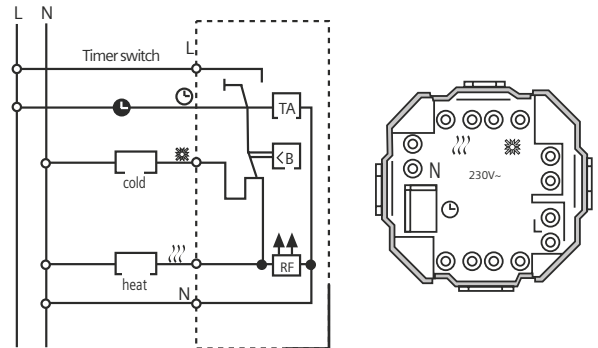 L N
Timer switch L
TA
<B
cold
N
230V~
L
RF
heat
N